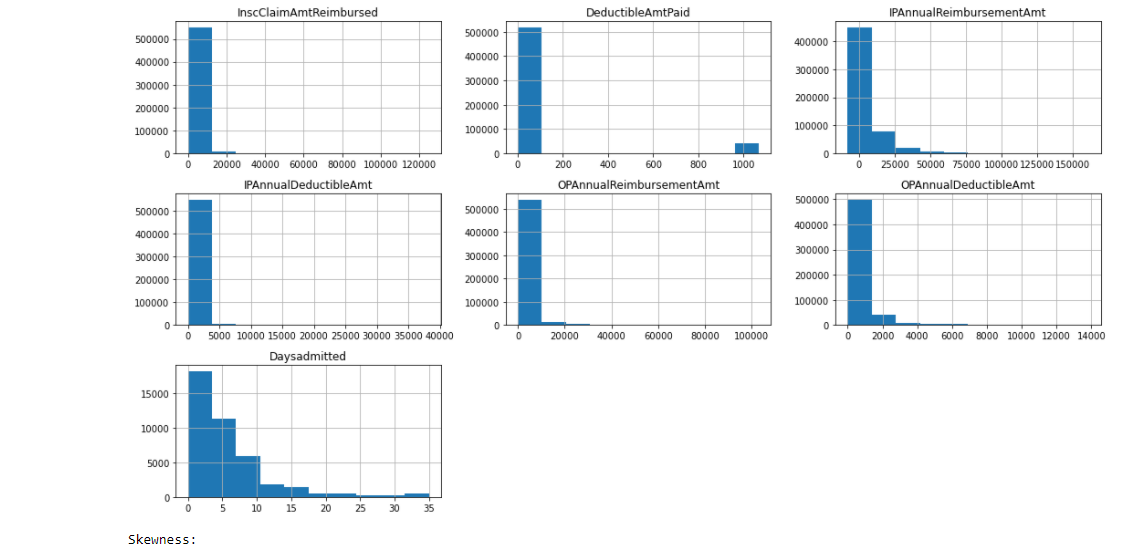 InscClaimAmtReimbursed DeductibleAmtPaid IPAnnualReimbursementAmt
500000 500000 400000
400000 400000 300000
300000 300000 200000
200000 200000 100000
100000 100000 0
0 0
0 20000 40000 60000 80000 100000 120000 0 200 400 600 800 1000 0 25000 50000 75000 100000 125000 150000
IPAnnualDeductibleAmt OPAnnualReimbursementAmt OPAnnualDeductibleAmt
500000 500000 500000
400000 400000 400000
300000 300000 300000
200000 200000 200000
100000 100000 100000
0 0 0
0 5000 10000 15000 20000 25000 30000 35000 40000 0 20000 40000 60000 80000 100000 0 2000 4000 6000 8000 10000 12000 14000
Daysadmitted
15000
10000
5000
0
0 5 10 15 20 25 30 35
Skewness: